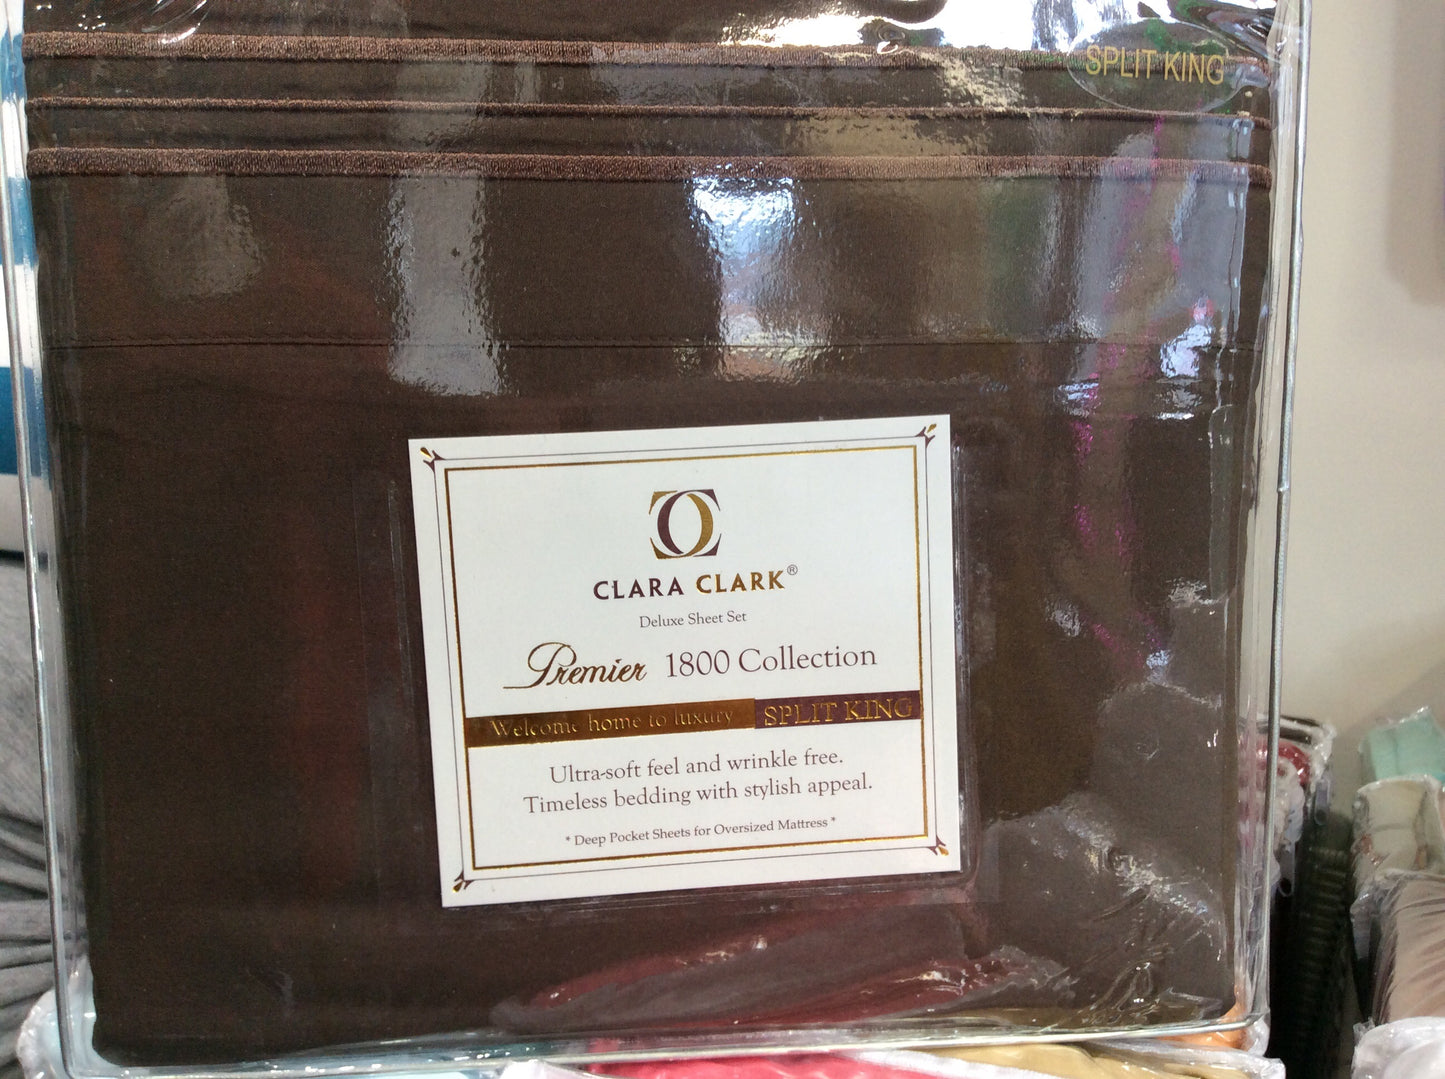 SPLIT KING
CLARA CLARK®
Deluxe Sheet Set
Premier 1800 Collection
Welcome home to luxury SPLIT KING
Ultra-soft feel and wrinkle free.
Timeless bedding with stylish appeal.
* Deep Pocket Sheets for Oversized Mattress *